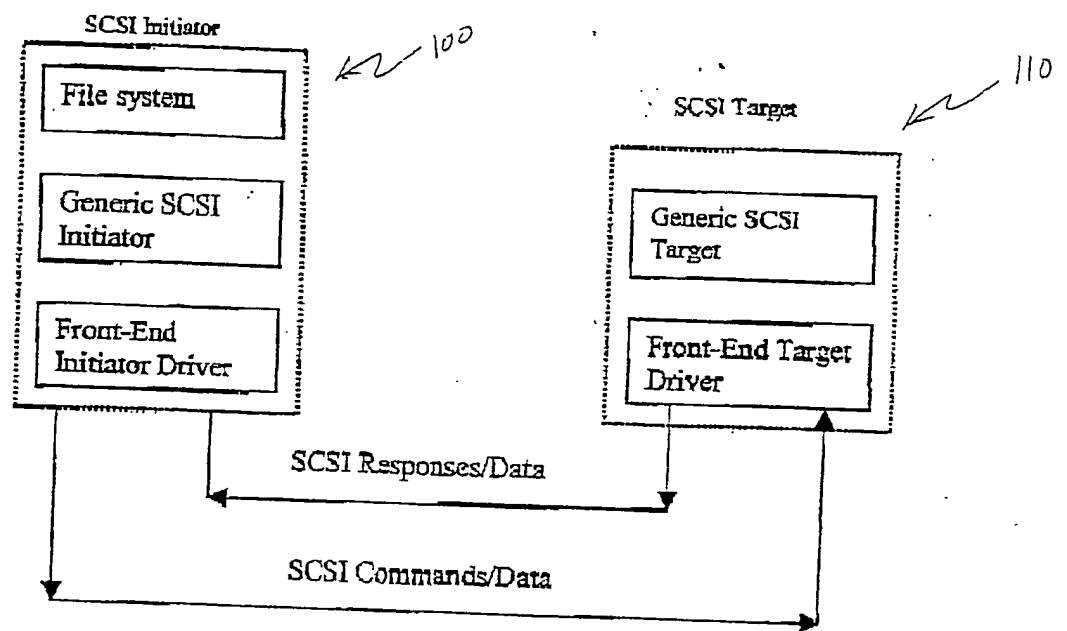 SCSI Initiator
100
File system
Generic SCSI
Initiator
Front-End
Initiator Driver
110
SCSI Target
Generic SCSI
Target
Front-End Target
Driver
SCSI Responses/Data
SCSI Commands/Data